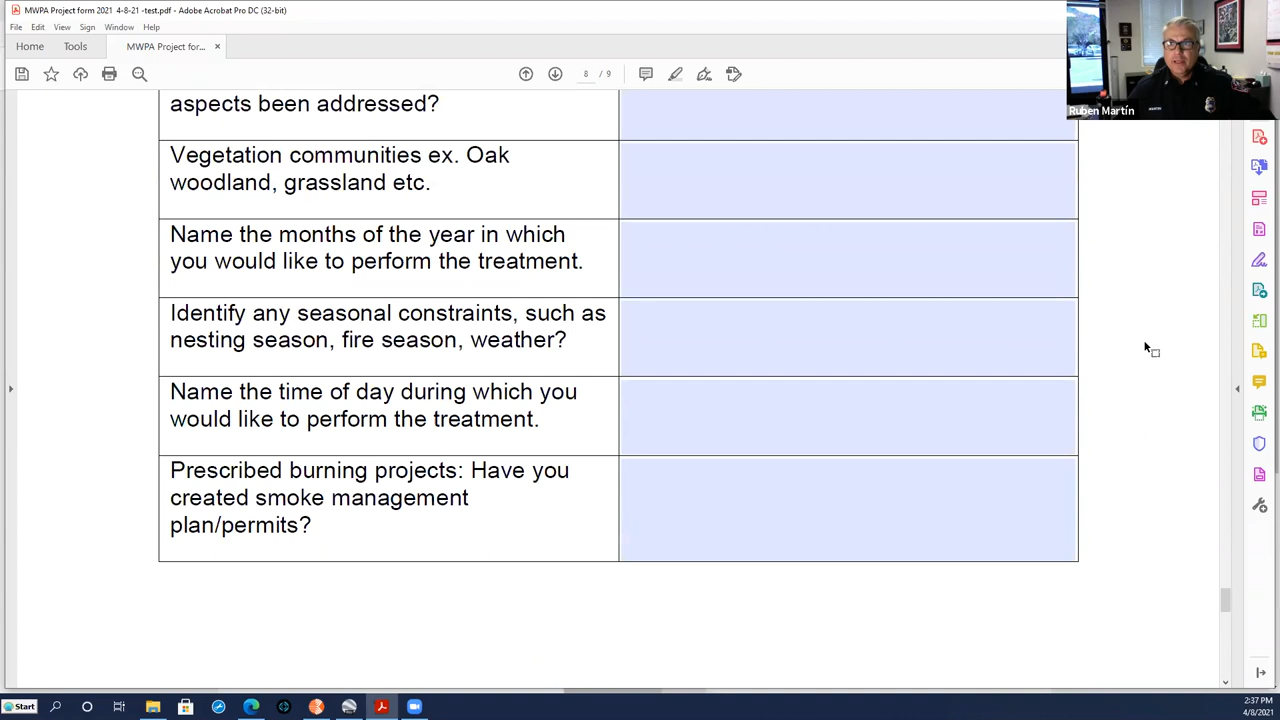 MWPA Project form 2021 4-8-21 -test.pdf - Adobe Acrobat Pro DC (32-bit)
File Edit View Sign Window Help
Home Tools MWPA Project for... ×
8 / 9
Ruben Martín
aspects been addressed?
Vegetation communities ex. Oak
woodland, grassland etc.
Name the months of the year in which
you would like to perform the treatment.
Identify any seasonal constraints, such as
nesting season, fire season, weather?
Name the time of day during which you
would like to perform the treatment.
Prescribed burning projects: Have you
created smoke management
plan/permits?
Start
2:37 PM
4/8/2021